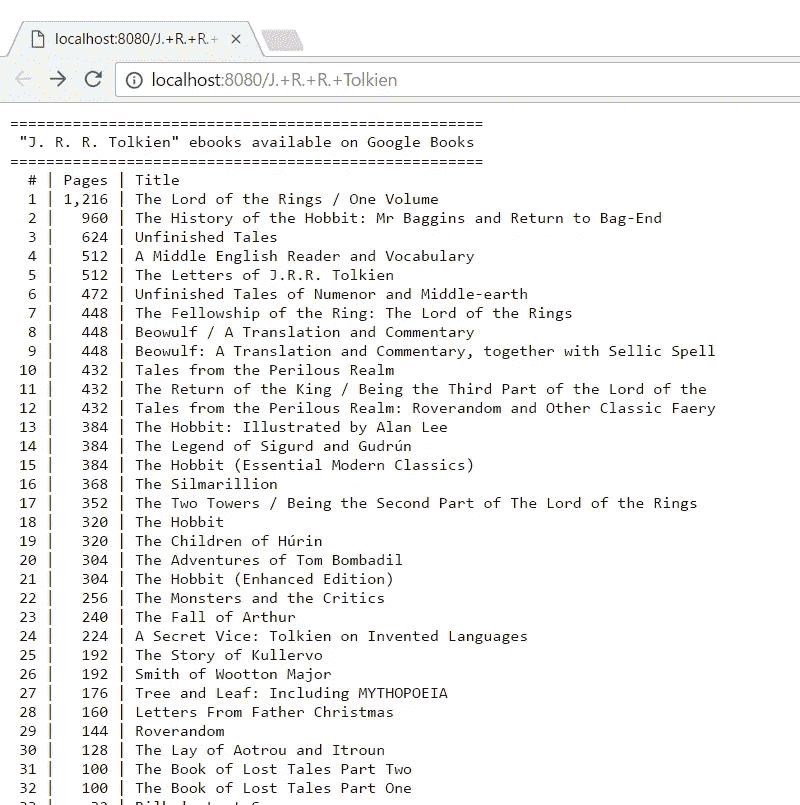 localhost:8080/J.+R.+R.+
localhost:8080/J.+R.+R.+Tolkien
====================================================
"J. R. R. Tolkien" ebooks available on Google Books
====================================================
# | Pages | Title
1 | 1,216 | The Lord of the Rings / One Volume
2 | 960 | The History of the Hobbit: Mr Baggins and Return to Bag-End
3 | 624 | Unfinished Tales
4 | 512 | A Middle English Reader and Vocabulary
5 | 512 | The Letters of J.R.R. Tolkien
6 | 472 | Unfinished Tales of Numenor and Middle-earth
7 | 448 | The Fellowship of the Ring: The Lord of the Rings
8 | 448 | Beowulf / A Translation and Commentary
9 | 448 | Beowulf: A Translation and Commentary, together with Sellic Spell
10 | 432 | Tales from the Perilous Realm
11 | 432 | The Return of the King / Being the Third Part of the Lord of the
12 | 432 | Tales from the Perilous Realm: Roverandom and Other Classic Faery
13 | 384 | The Hobbit: Illustrated by Alan Lee
14 | 384 | The Legend of Sigurd and Gudrún
15 | 384 | The Hobbit (Essential Modern Classics)
16 | 368 | The Silmarillion
17 | 352 | The Two Towers / Being the Second Part of The Lord of the Rings
18 | 320 | The Hobbit
19 | 320 | The Children of Húrin
20 | 304 | The Adventures of Tom Bombadil
21 | 304 | The Hobbit (Enhanced Edition)
22 | 256 | The Monsters and the Critics
23 | 240 | The Fall of Arthur
24 | 224 | A Secret Vice: Tolkien on Invented Languages
25 | 192 | The Story of Kullervo
26 | 192 | Smith of Wootton Major
27 | 176 | Tree and Leaf: Including MYTHOPOEIA
28 | 160 | Letters From Father Christmas
29 | 144 | Roverandom
30 | 128 | The Lay of Aotrou and Itroun
31 | 100 | The Book of Lost Tales Part Two
32 | 100 | The Book of Lost Tales Part One